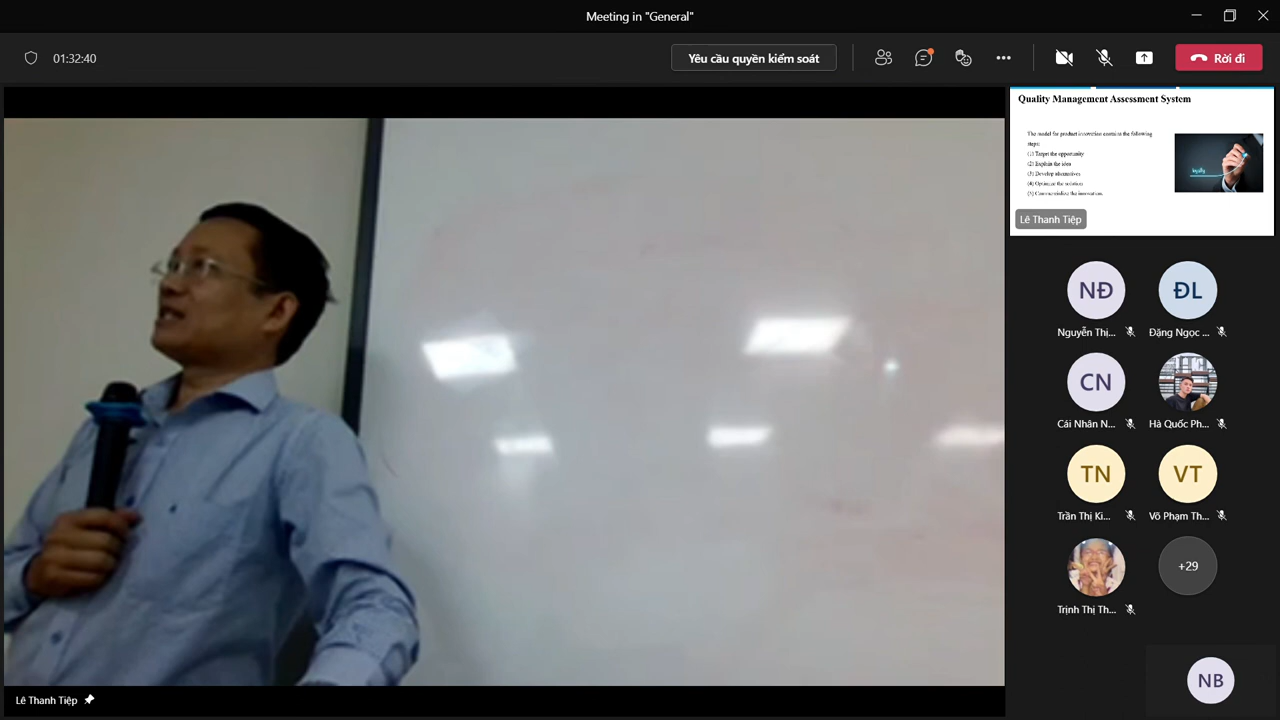 Meeting in "General"
01:32:40
Yêu cầu quyền kiểm soát
Rời đi
Quality Management Assessment System
The model for product innovation contains the following
steps:
(1) Target the opportunity
(2) Explain the idea
(3) Develop alternatives
(4) Optimize the solution
(5) Commercialize the innovation.
loyalty
Lê Thanh Tiệp
NĐ
ĐL
Nguyễn Thị...
Đặng Ngọc ...
CN
Cái Nhân N...
Hà Quốc Ph...
TN
VT
Trần Thị Ki...
Võ Phạm Th...
+29
Trịnh Thị Th...
NB
Lê Thanh Tiệp